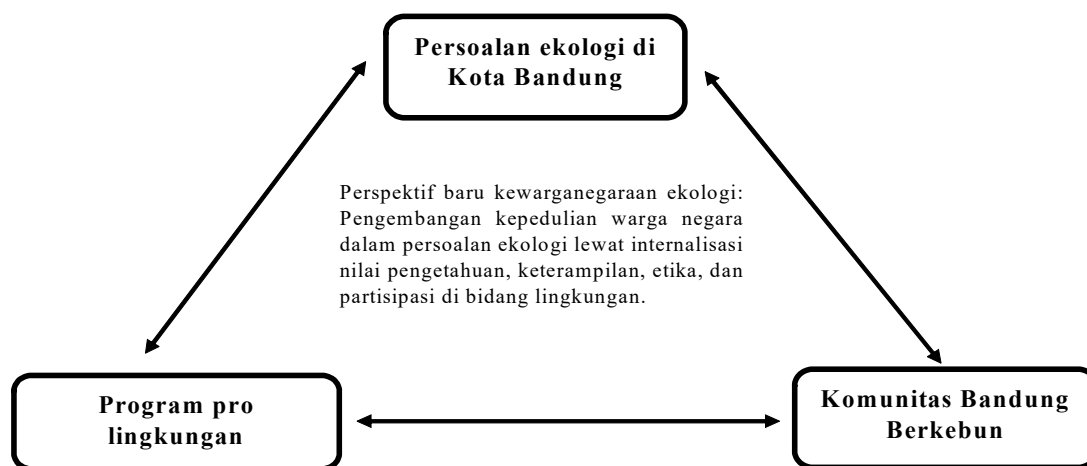 Persoalan ekologi di
Kota Bandung
Perspektif baru kewarganegaraan ekologi:
Pengembangan kepedulian warga negara
dalam persoalan ekologi lewat internalisasi
nilai pengetahuan, keterampilan, etika, dan
partisipasi di bidang lingkungan.
Program pro
lingkungan
Komunitas Bandung
Berkebun